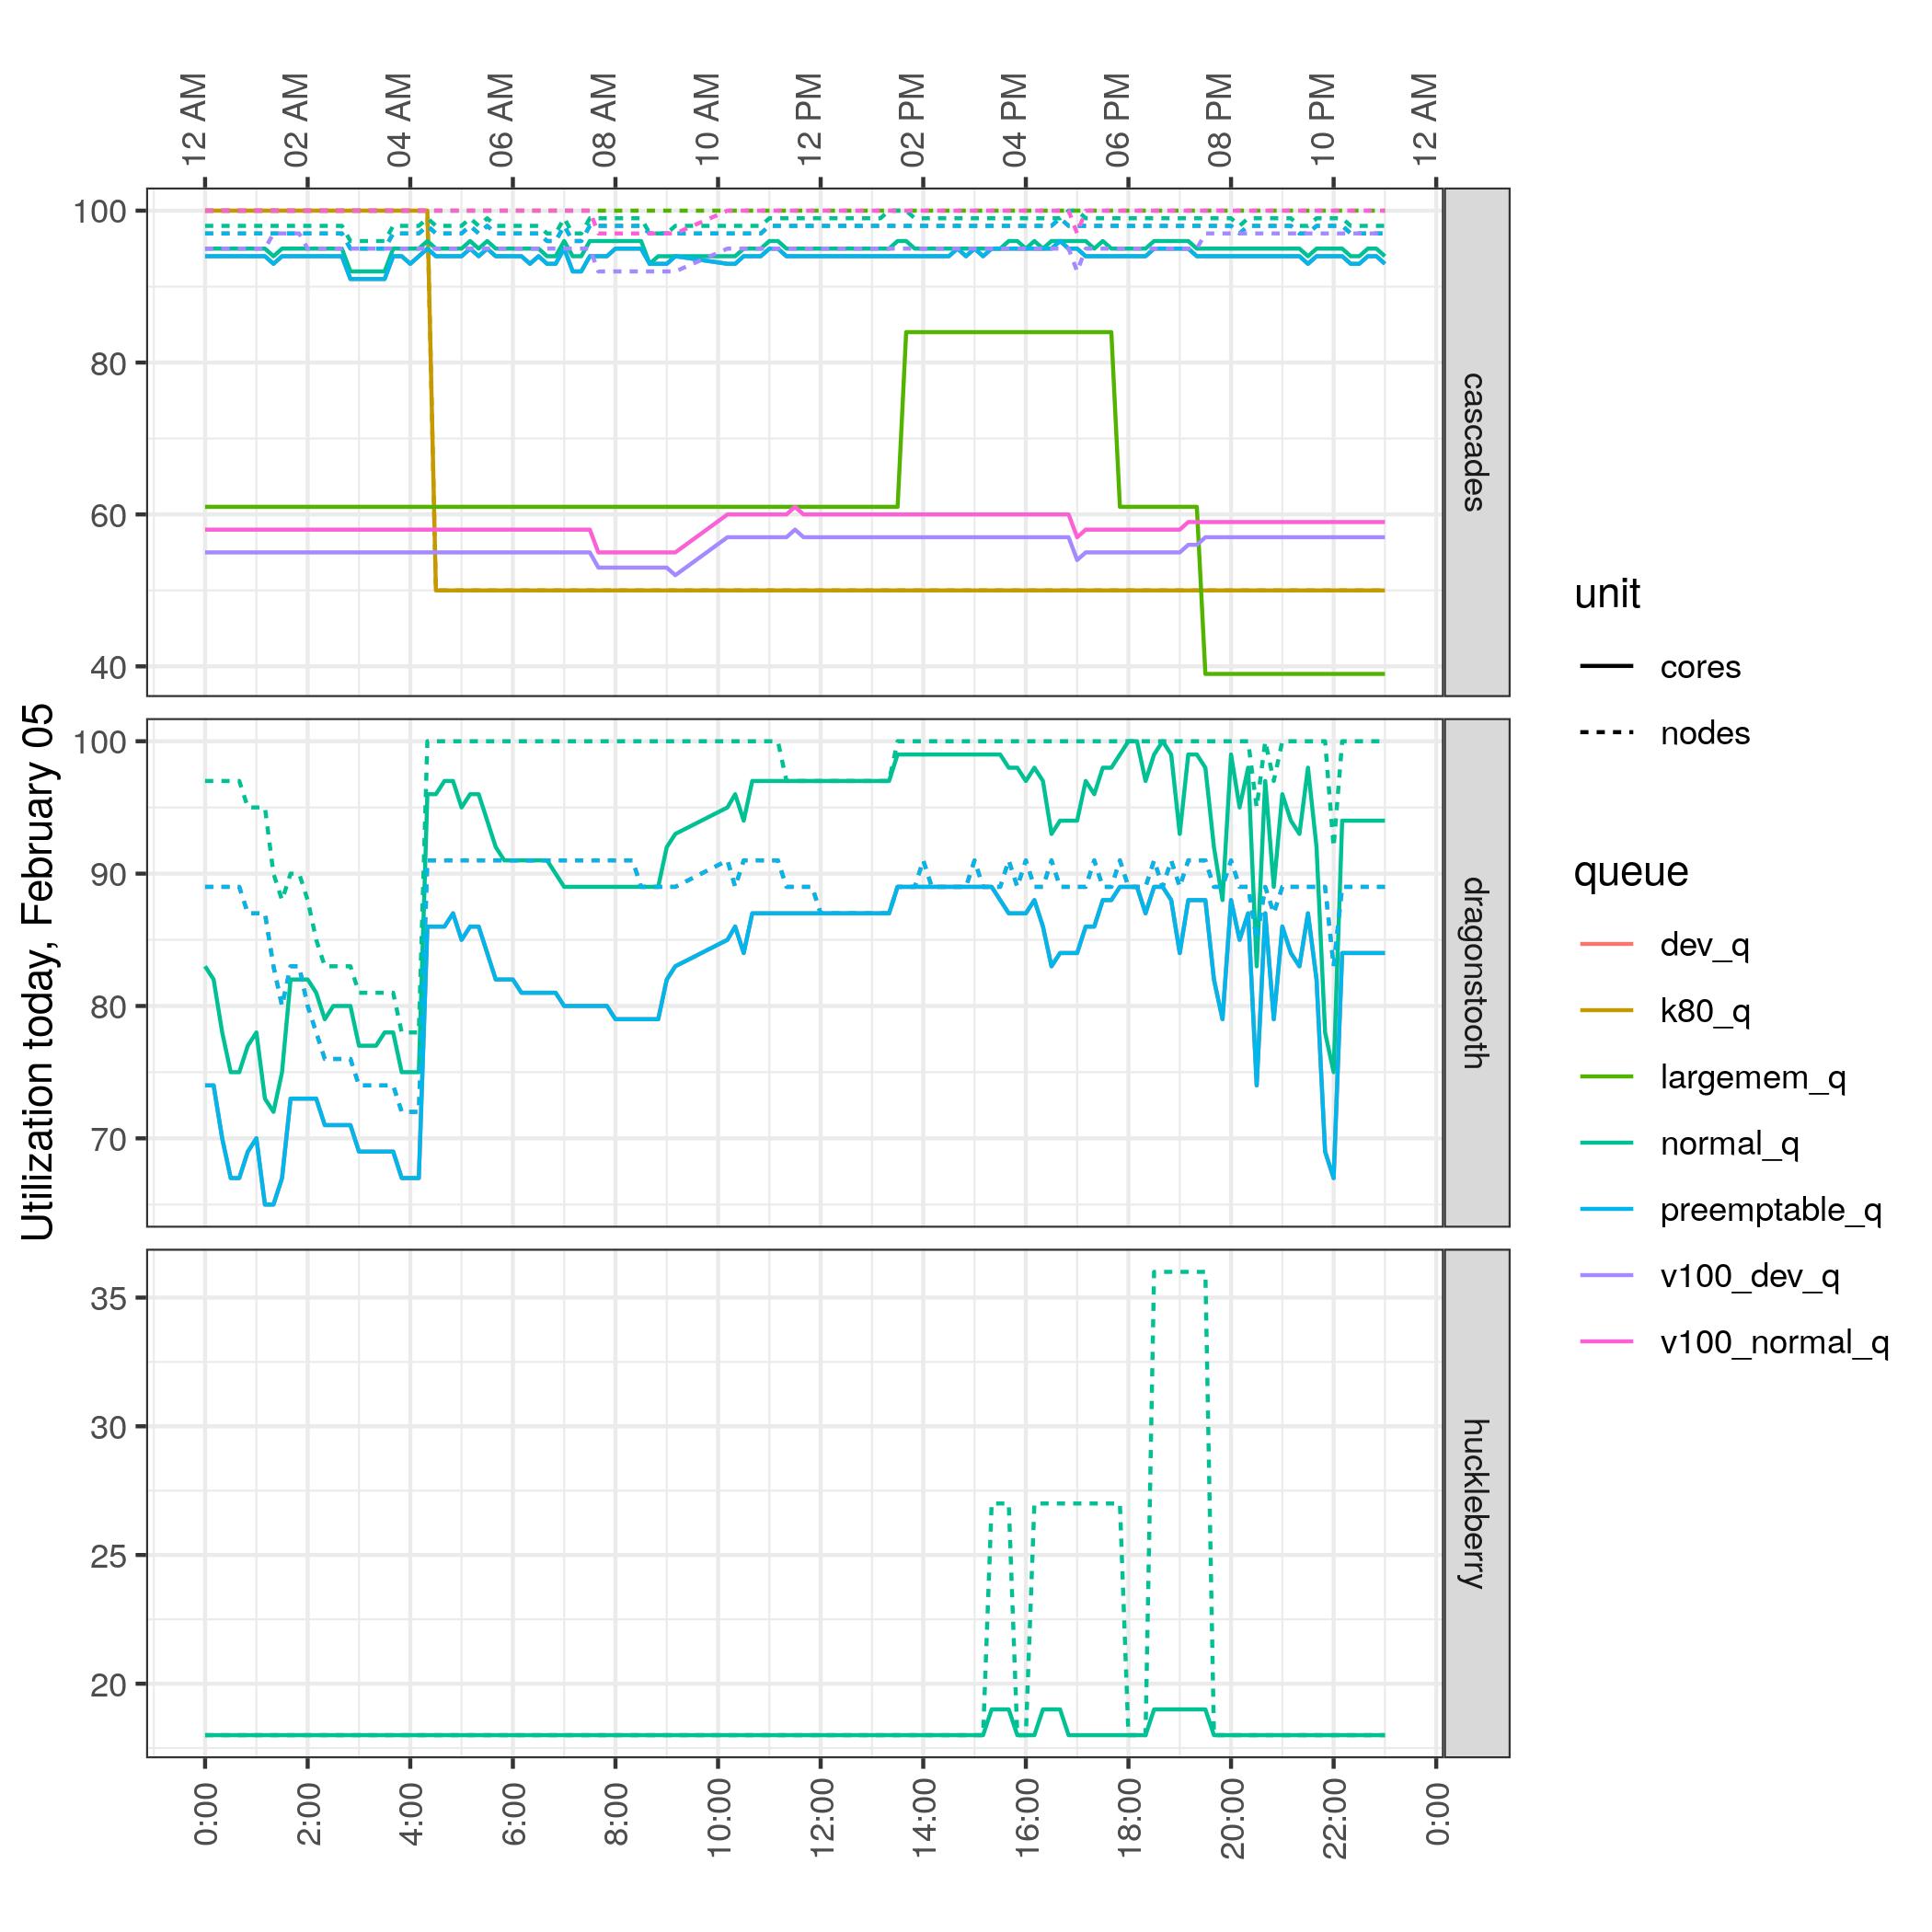 12 AM
02 AM
04 AM
06 AM
08 AM
10 AM
12 PM
02 PM
04 PM
06 PM
08 PM
10 PM
12 AM
Utilization today, February 05
100
80
60
40
cascades
100
90
80
70
dragonstooth
35
30
25
20
huckleberry
0:00
2:00
4:00
6:00
8:00
10:00
12:00
14:00
16:00
18:00
20:00
22:00
0:00
unit
cores
nodes
queue
dev_q
k80_q
largemem_q
normal_q
preemptable_q
v100_dev_q
v100_normal_q